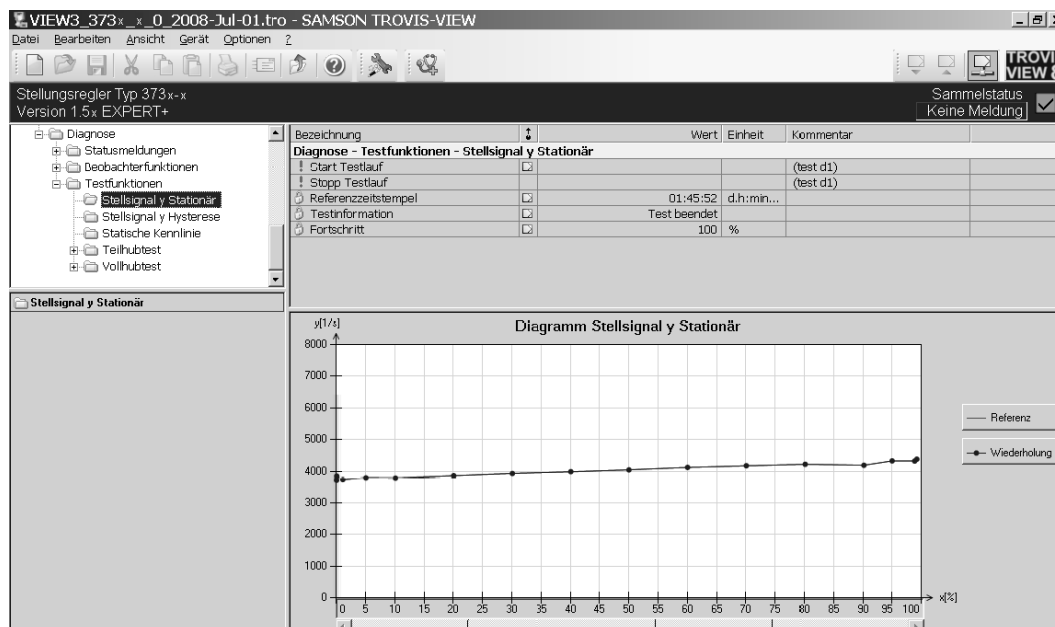 VIEW3_373x_x_0_2008-Jul-01.tro - SAMSON TROVIS-VIEW
Datei Bearbeiten Ansicht Gerät Optionen ?
TROVI
VIEW
Stellungsregler Typ 373x-x
Version 1.5x EXPERT+
Sammelstatus
Keine Meldung
Diagnose
Statusmeldungen
Beobachterfunktionen
Testfunktionen
Stellsignal y Stationär
Stellsignal y Hysterese
Statische Kennlinie
Teilhubtest
Vollhubtest
Stellsignal y Stationär
Bezeichnung Wert Einheit Kommentar
Diagnose - Testfunktionen - Stellsignal y Stationär
! Start Testlauf (test d1)
! Stopp Testlauf (test d1)
Referenzzeitstempel 01:45:52 d.h:min...
Testinformation Test beendet
Fortschritt 100 %
Diagramm Stellsignal y Stationär
y[1/s]
8000
7000
6000
5000
4000
3000
2000
1000
0
0 5 10 15 20 25 30 35 40 45 50 55 60 65 70 75 80 85 90 95 100
x[%]
Referenz
Wiederholung